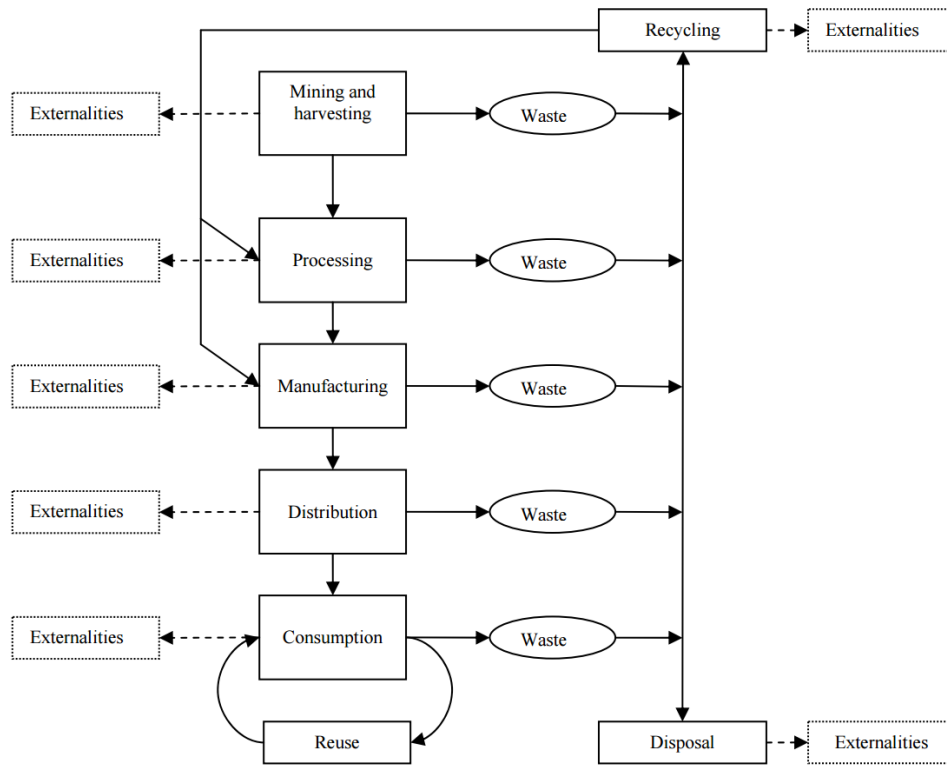 Recycling
Externalities
Mining and
harvesting
Externalities
Waste
Externalities
Processing
Waste
Externalities
Manufacturing
Waste
Externalities
Distribution
Waste
Externalities
Consumption
Waste
Reuse
Disposal
Externalities